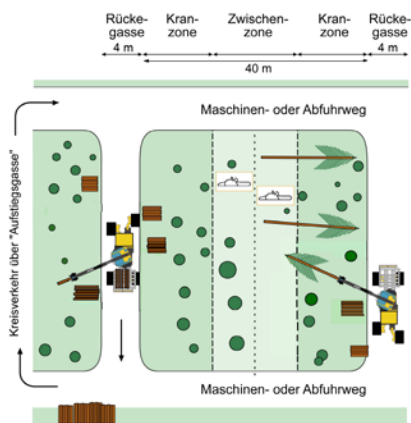 Rücke-
gasse
4 m
Kran-
zone
Zwischen-
zone
Kran-
zone
Rücke-
gasse
4 m
40 m
Maschinen- oder Abfuhrweg
Kreisverkehr über "Aufstiegsgasse"
Maschinen- oder Abfuhrweg